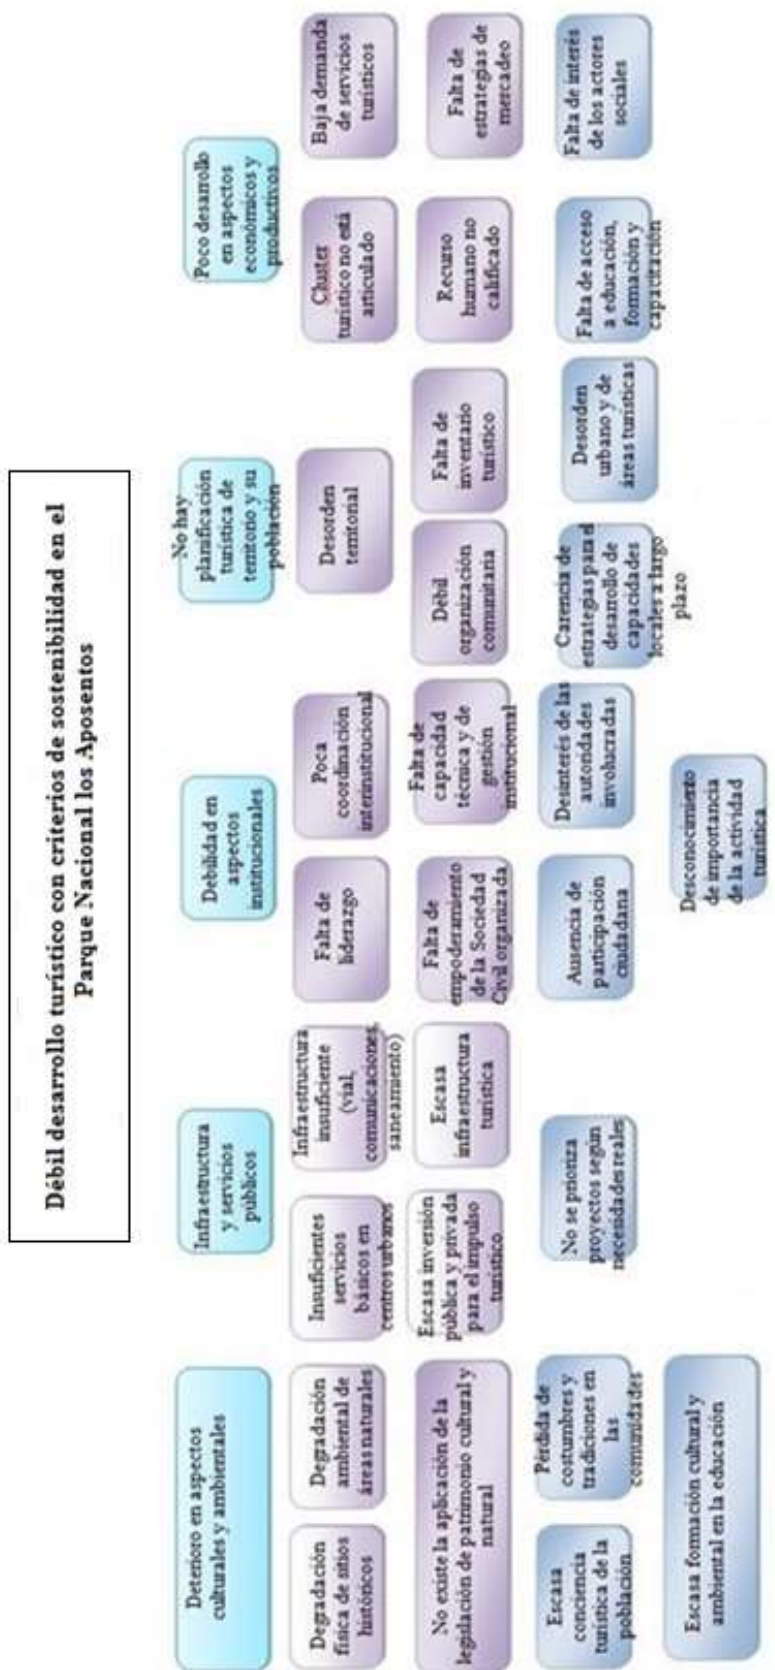 Débil desarrollo turístico con criterios de sostenibilidad en el
Parque Nacional los Aposentos
Deterioro en aspectos
culturales y ambientales
Infraestructura
y servicios
públicos
Debilidad en
aspectos
institucionales
No hay
planificación
turística de
territorio y su
población
Poco desarrollo
en aspectos
económicos y
productivos
Degradación
física de sitios
históricos
Degradación
ambiental de
áreas naturales
Insuficientes
servicios
básicos en
centros urbanos
Infraestructura
insuficiente
(vial,
comunicaciones,
saneamiento)
Falta de
liderazgo
Poca
coordinación
interinstitucional
Desorden
territorial
Cluster
turístico no está
articulado
Baja demanda
de servicios
turísticos
No existe la aplicación de la
legislación de patrimonio cultural y
natural
Escasa inversión
pública y privada
para el impulso
turístico
Escasa
infraestructura
turística
Falta de
empoderamiento
de la Sociedad
Civil organizada
Falta de
capacidad
técnica y de
gestión
institucional
Débil
organización
comunitaria
Falta de
inventario
turístico
Recurso
humano no
calificado
Falta de
estrategias de
mercadeo
Escasa
conciencia
turística de la
población
Pérdida de
costumbres y
tradiciones en
las
comunidades
No se prioriza
proyectos según
necesidades reales
Ausencia de
participación
ciudadana
Desinterés de las
autoridades
involucradas
Carencia de
estrategias para el
desarrollo de
capacidades
locales a largo
plazo
Desorden
urbano y de
áreas turísticas
Falta de acceso
a educación,
formación y
capacitación
Falta de interés
de los actores
sociales
Escasa formación cultural y
ambiental en la educación
Desconocimiento
de importancia
de la actividad
turística